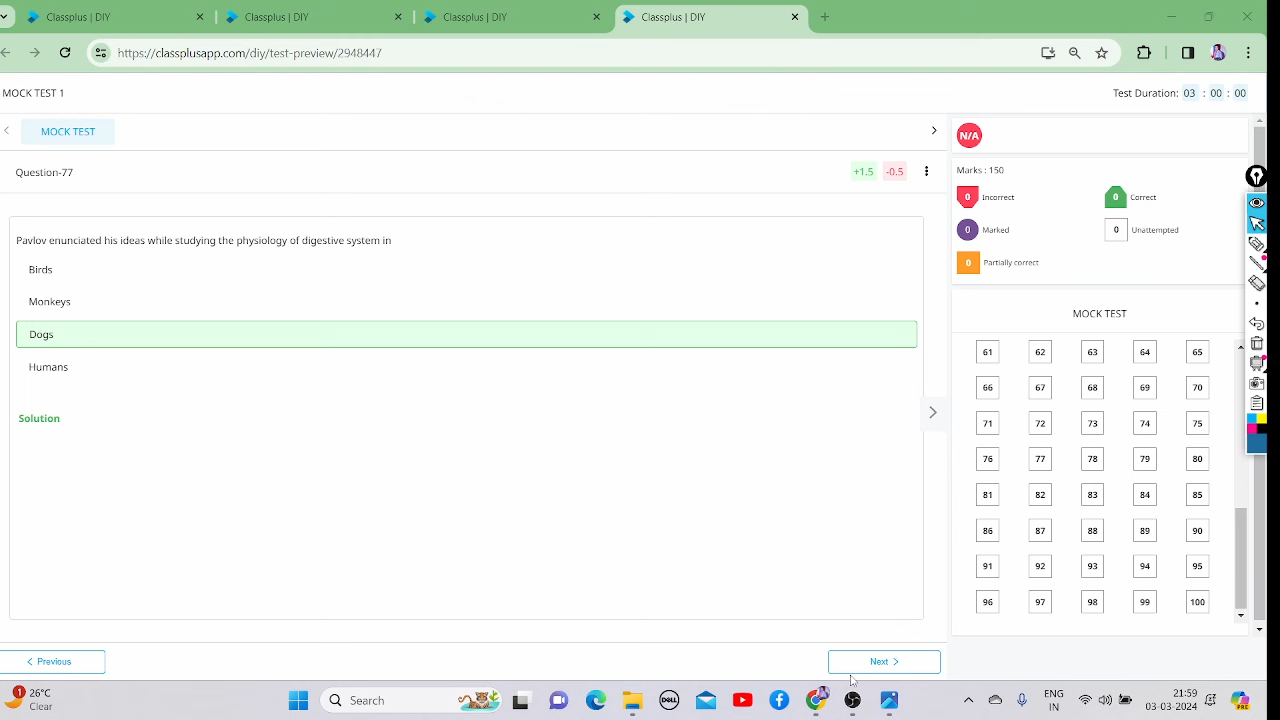 Classplus | DIY
Classplus | DIY
Classplus | DIY
Classplus | DIY
https://classplusapp.com/diy/test-preview/2948447
MOCK TEST 1
Test Duration: 03 : 00 : 00
MOCK TEST
Question-77
+1.5 -0.5
Pavlov enunciated his ideas while studying the physiology of digestive system in
Birds
Monkeys
Dogs
Humans
Solution
Previous
Next
N/A
Marks : 150
0 Incorrect
0 Correct
0 Marked
0 Unattempted
0 Partially correct
MOCK TEST
61 62 63 64 65
66 67 68 69 70
71 72 73 74 75
76 77 78 79 80
81 82 83 84 85
86 87 88 89 90
91 92 93 94 95
96 97 98 99 100
1
26°C
Clear
Search
DELL
ENG
IN
21:59
03-03-2024
PRE